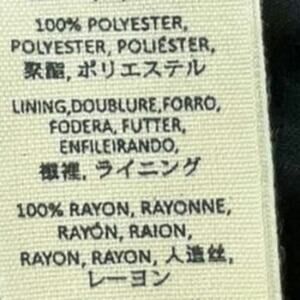 100% POLYESTER,
POLYESTER, POLIÉSTER,
聚酯, ポリエステル
LINING,DOUBLURE,FORRO,
FODERA, FUTTER,
ENFILEIRANDO,
襯裡, ライニング
100% RAYON, RAYONNE,
RAYÓN, RAION,
RAYON, RAYON, 人造丝,
レーヨン